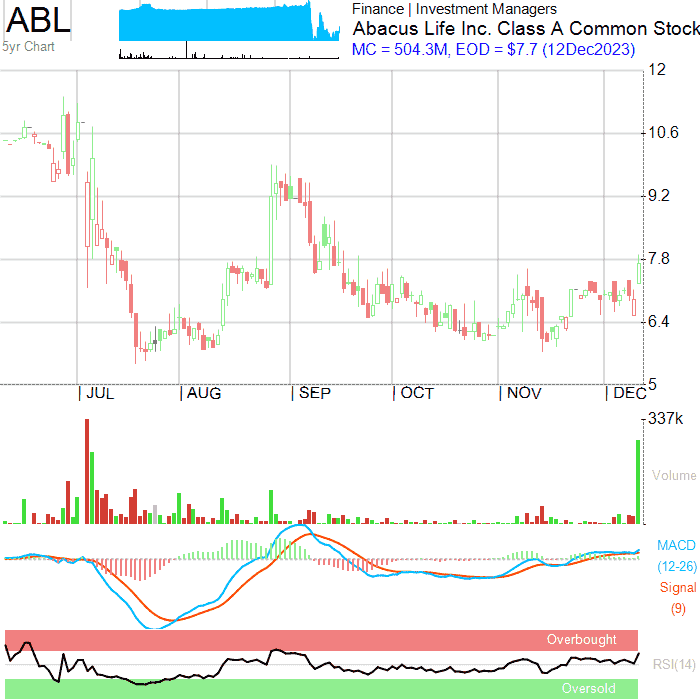 ABL
5yr Chart
Finance | Investment Managers
Abacus Life Inc. Class A Common Stock
MC = 504.3M, EOD = $7.7 (12Dec2023)
12
10.6
9.2
7.8
6.4
5
| JUL | AUG | SEP | OCT | NOV | DEC
337k
Volume
MACD
(12-26)
Signal
(9)
Overbought
RSI(14)
Oversold